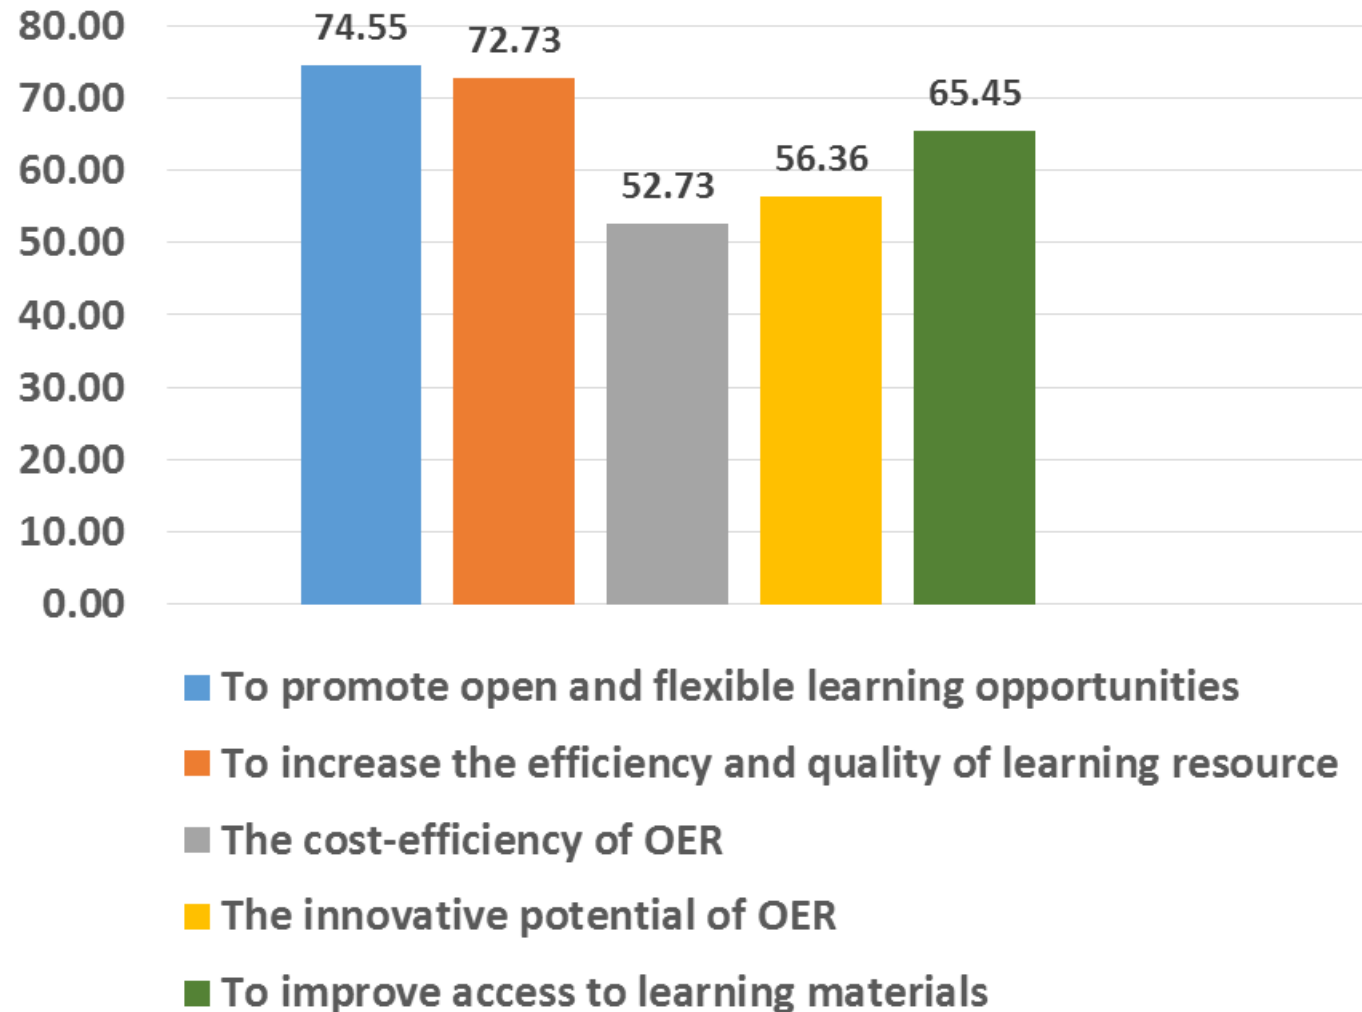 80.00
70.00
60.00
50.00
40.00
30.00
20.00
10.00
0.00
74.55
72.73
52.73
56.36
65.45
To promote open and flexible learning opportunities
To increase the efficiency and quality of learning resource
The cost-efficiency of OER
The innovative potential of OER
To improve access to learning materials